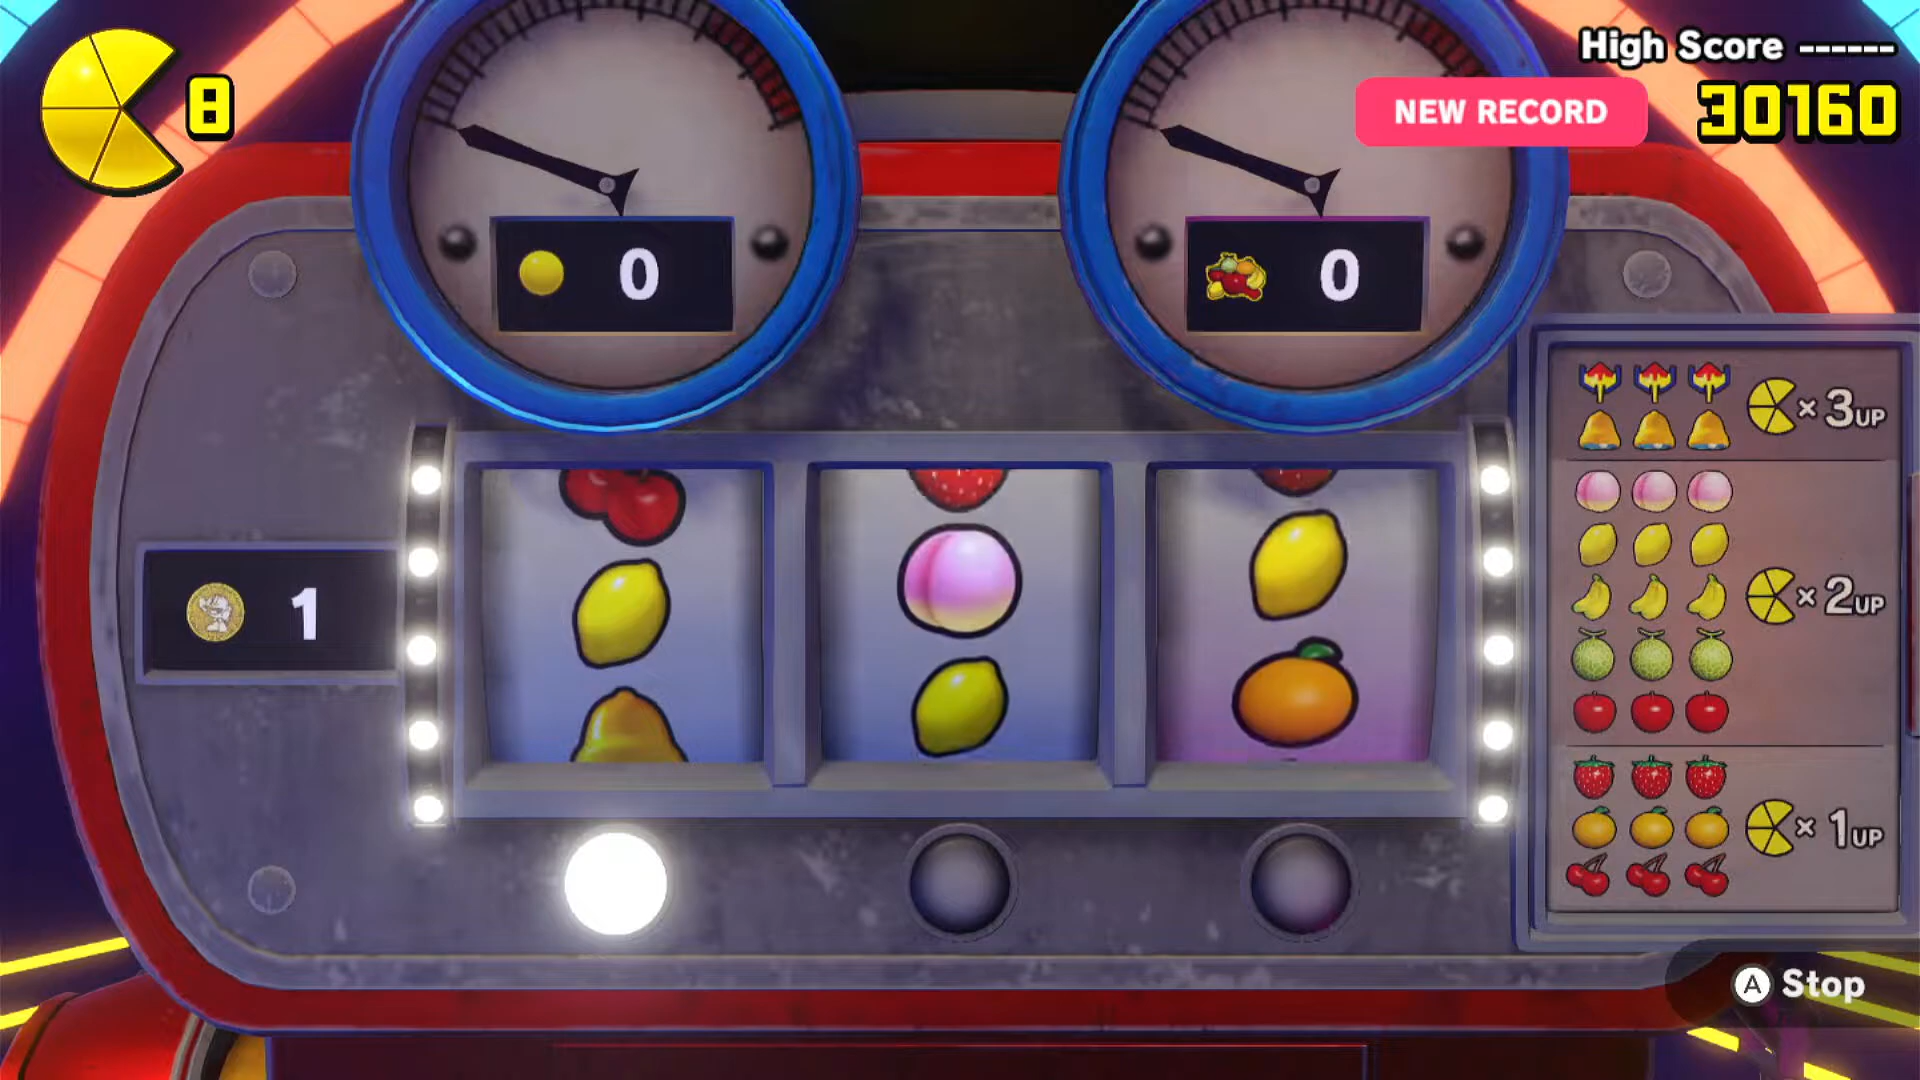 8
High Score ------
NEW RECORD
30160
0
0
1
× 3UP
× 2UP
× 1UP
A Stop